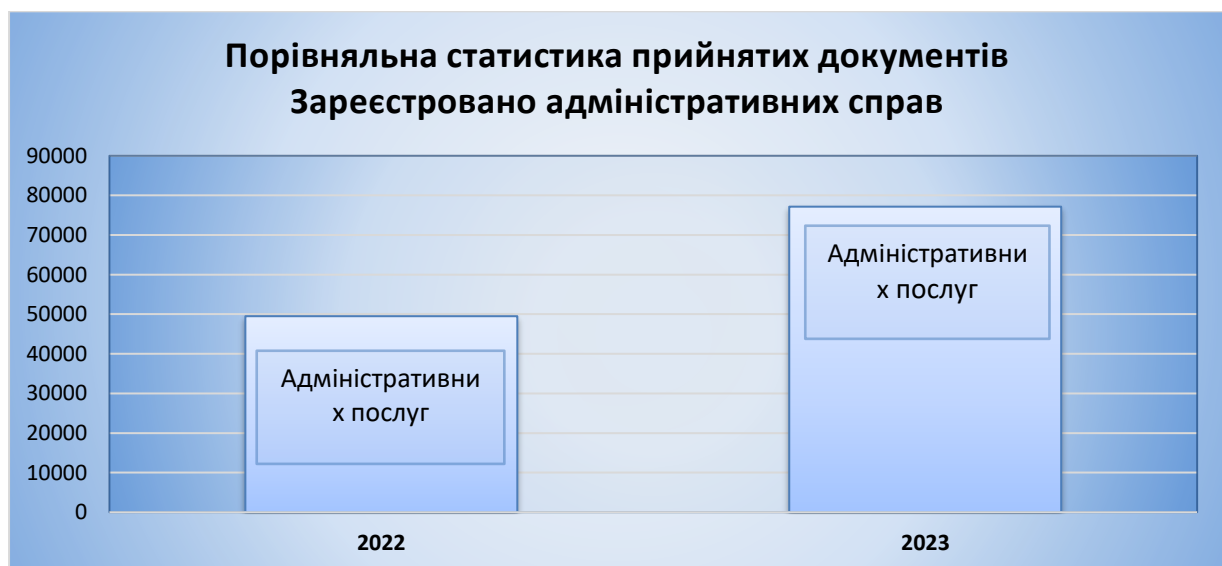 Порівняльна статистика прийнятих документів
Зареєстровано адміністративних справ
90000
80000
70000
60000
50000
40000
30000
20000
10000
0
Адміністративни
х послуг
Адміністративни
х послуг
2022
2023